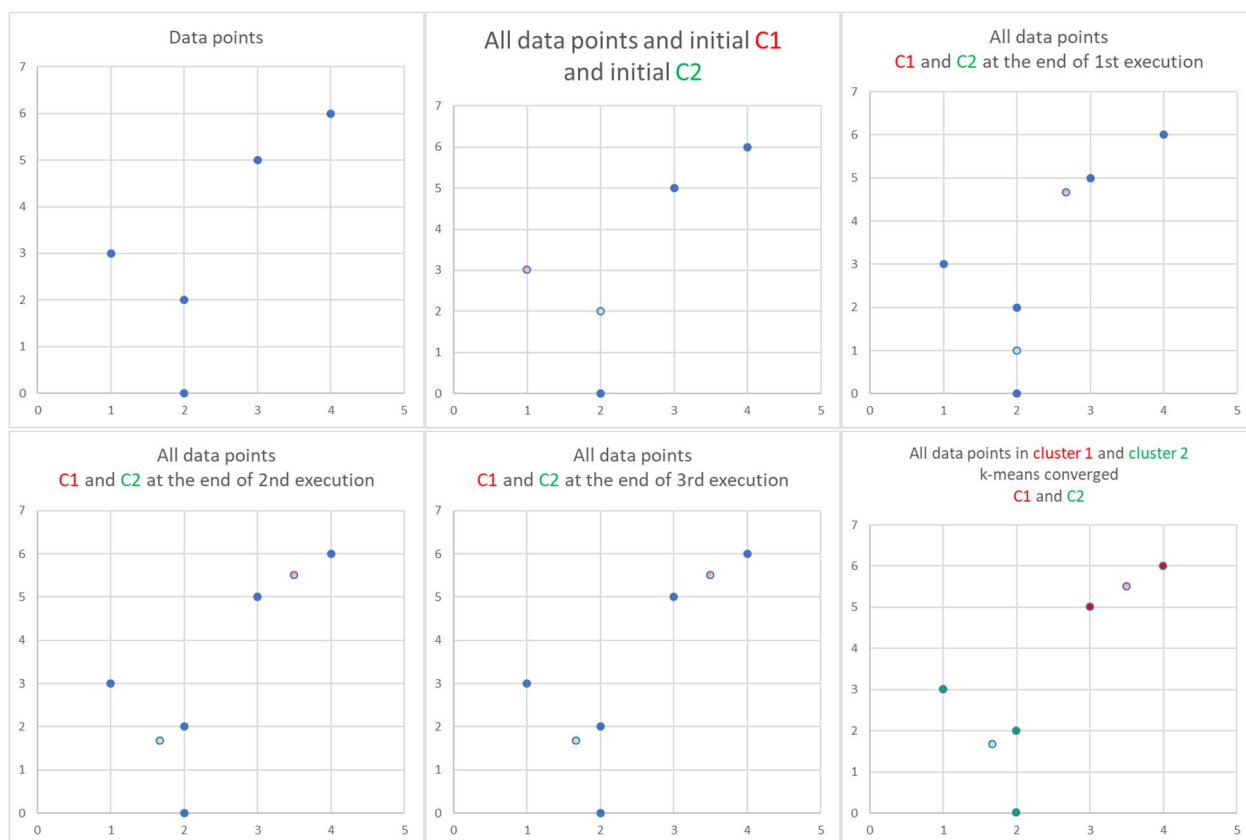 Data points
7
6
5
4
3
2
1
0
0 1 2 3 4 5
All data points and initial C1
and initial C2
7
6
5
4
3
2
1
0
0 1 2 3 4 5
All data points
C1 and C2 at the end of 1st execution
7
6
5
4
3
2
1
0
0 1 2 3 4 5
All data points
C1 and C2 at the end of 2nd execution
7
6
5
4
3
2
1
0
0 1 2 3 4 5
All data points
C1 and C2 at the end of 3rd execution
7
6
5
4
3
2
1
0
0 1 2 3 4 5
All data points in cluster 1 and cluster 2
k-means converged
C1 and C2
7
6
5
4
3
2
1
0
0 1 2 3 4 5